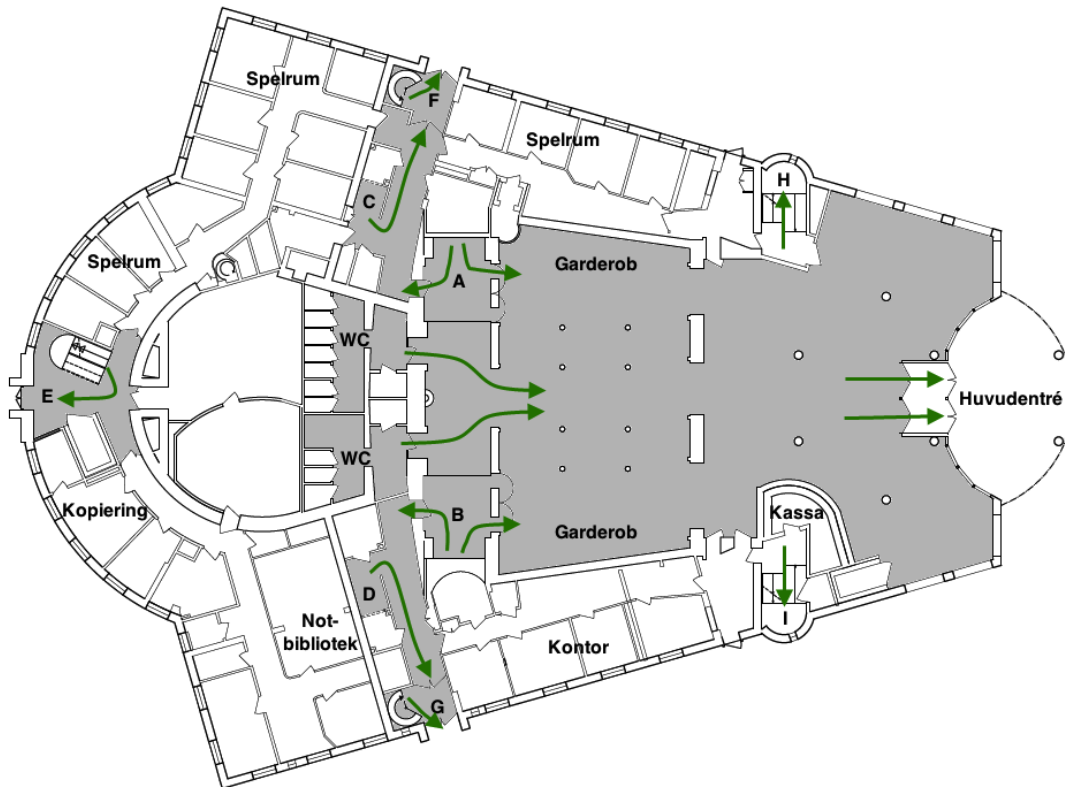 Spelrum
F
Spelrum
H
C
Spelrum
Garderob
A
WC
E
Huvudentré
WC
Kopiering
B
Kassa
Garderob
D
Not-
bibliotek
Kontor
I
G